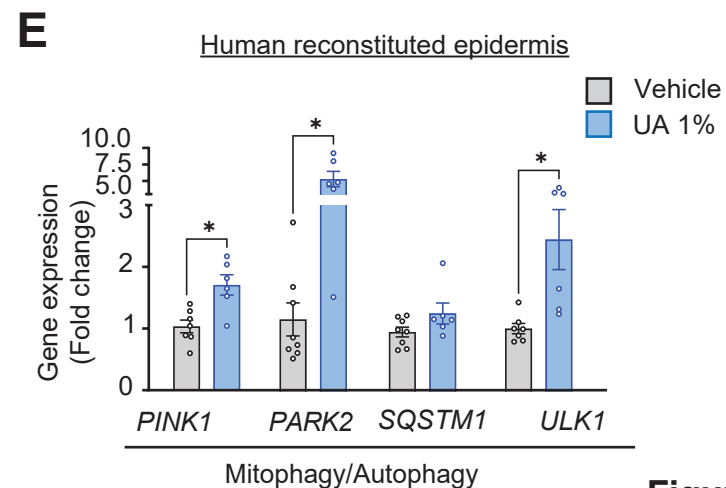 E
Human reconstituted epidermis
Vehicle
UA 1%
Gene expression
(Fold change)
10.0
7.5
5.0
3
2
1
0
*
*
*
PINK1 PARK2 SQSTM1 ULK1
Mitophagy/Autophagy